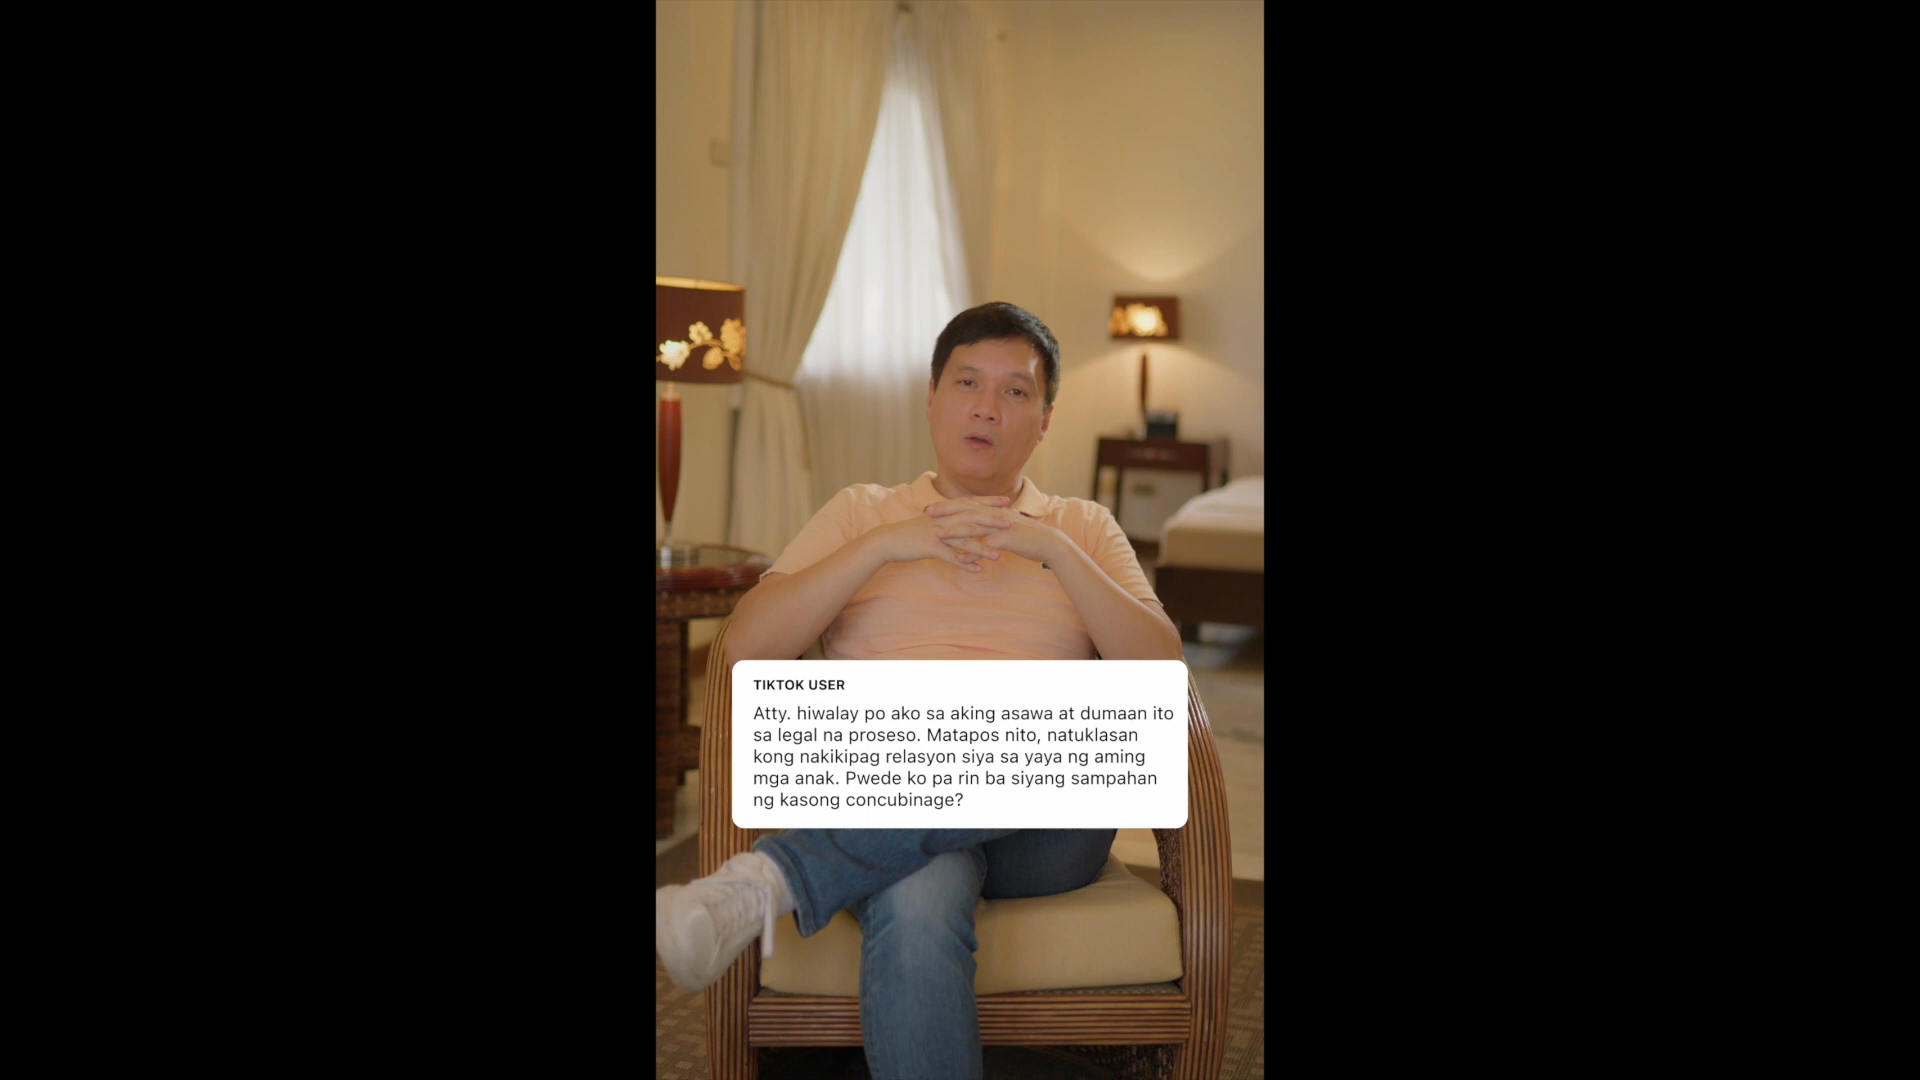 TIKTOK USER
Atty. hiwalay po ako sa aking asawa at dumaan ito
sa legal na proseso. Matapos nito, natuklasan
kong nakikipag relasyon siya sa yaya ng aming
mga anak. Pwede ko pa rin ba siyang sampahan
ng kasong concubinage?